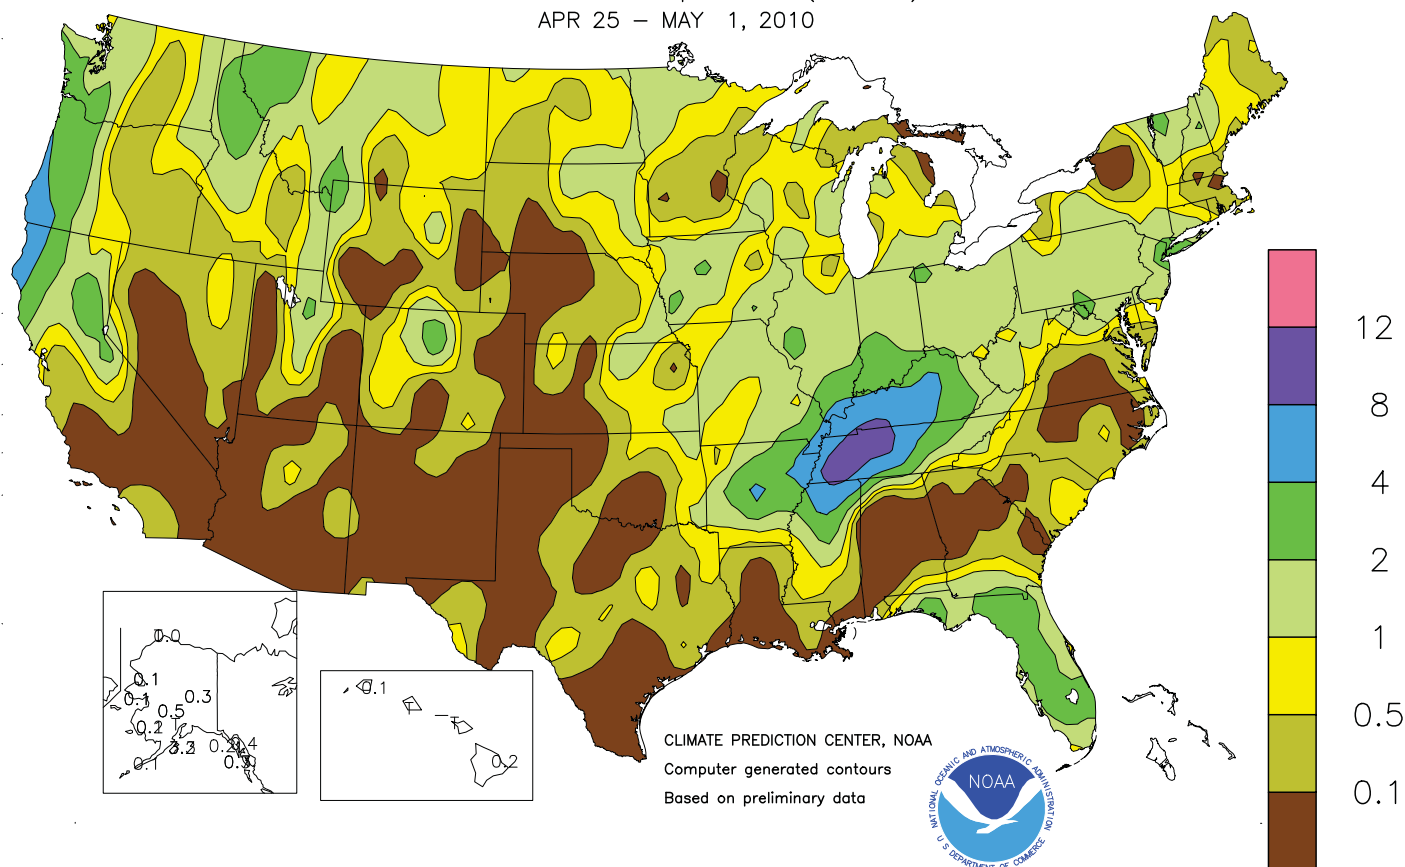 APR 25 – MAY 1, 2010
12
8
4
2
1
0.5
0.1
0.0
0.1
0.1
0.3
0.5
0.1
0.1
0.2
CLIMATE PREDICTION CENTER, NOAA
Computer generated contours
Based on preliminary data
NATIONAL OCEANIC AND ATMOSPHERIC ADMINISTRATION
NOAA
U S DEPARTMENT OF COMMERCE